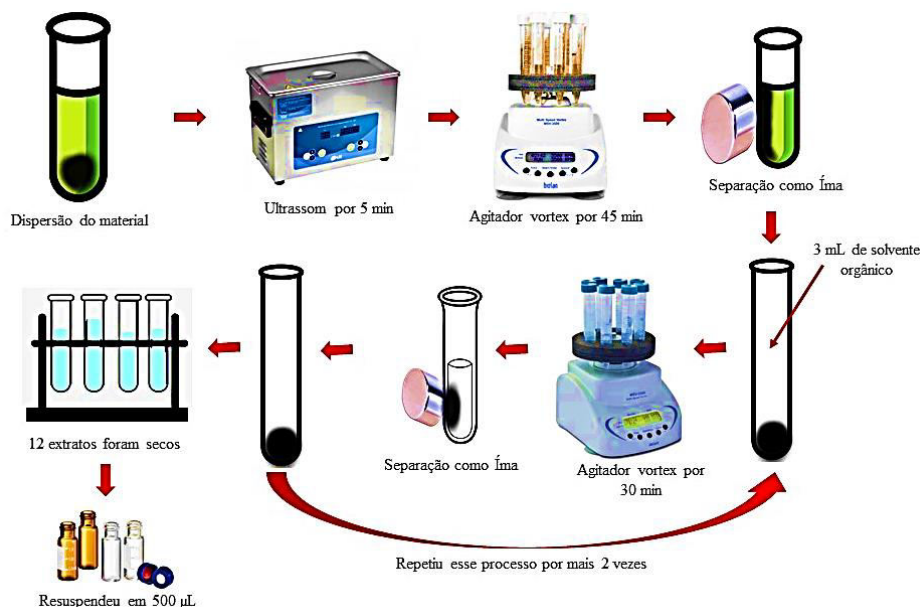 Dispersão do material
Ultrassom por 5 min
Agitador vortex por 45 min
Separação como Íma
3 mL de solvente
orgânico
Agitador vortex por
30 min
Separação como Íma
12 extratos foram secos
Repetiu esse processo por mais 2 vezes
Resuspendeu em 500 µL